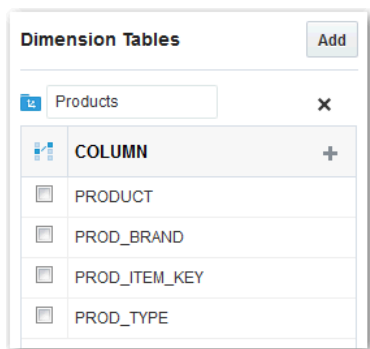 Dimension Tables Add
Products
COLUMN
PRODUCT
PROD_BRAND
PROD_ITEM_KEY
PROD_TYPE